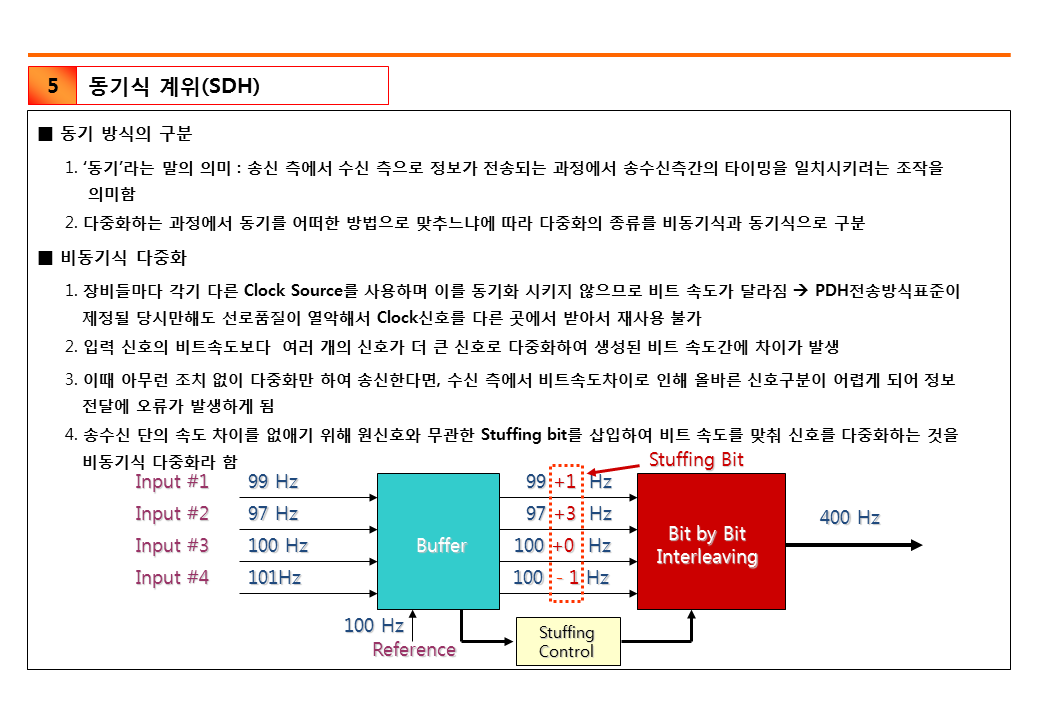 5 동기식 계위(SDH)
■ 동기 방식의 구분
1. ‘동기’라는 말의 의미 : 송신 측에서 수신 측으로 정보가 전송되는 과정에서 송수신측간의 타이밍을 일치시키려는 조작을
의미함
2. 다중화하는 과정에서 동기를 어떠한 방법으로 맞추느냐에 따라 다중화의 종류를 비동기식과 동기식으로 구분
■ 비동기식 다중화
1. 장비들마다 각기 다른 Clock Source를 사용하며 이를 동기화 시키지 않으므로 비트 속도가 달라짐 → PDH전송방식표준이
제정될 당시만해도 선로품질이 열악해서 Clock신호를 다른 곳에서 받아서 재사용 불가
2. 입력 신호의 비트속도보다 여러 개의 신호가 더 큰 신호로 다중화하여 생성된 비트 속도간에 차이가 발생
3. 이때 아무런 조치 없이 다중화만 하여 송신한다면, 수신 측에서 비트속도차이로 인해 올바른 신호구분이 어렵게 되어 정보
전달에 오류가 발생하게 됨
4. 송수신 단의 속도 차이를 없애기 위해 원신호와 무관한 Stuffing bit를 삽입하여 비트 속도를 맞춰 신호를 다중화하는 것을
비동기식 다중화라 함
Stuffing Bit
Input #1 99 Hz 99 +1 Hz
Input #2 97 Hz 97 +3 Hz
400 Hz
Input #3 100 Hz Buffer 100 +0 Hz
Bit by Bit
Interleaving
Input #4 101Hz 100 - 1 Hz
100 Hz
Reference
Stuffing
Control